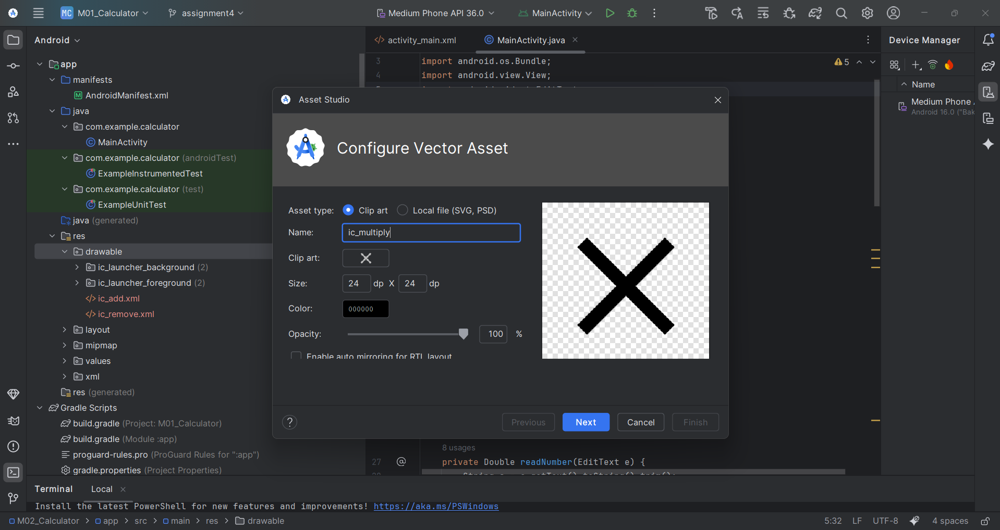 MC M01_Calculator
assignment4
Medium Phone API 36.0
MainActivity
Android
app
manifests
M AndroidManifest.xml
java
com.example.calculator
C MainActivity
com.example.calculator (androidTest)
C ExampleInstrumentedTest
com.example.calculator (test)
C ExampleUnitTest
java (generated)
res
drawable
ic_launcher_background (2)
ic_launcher_foreground (2)
</> ic_add.xml
</> ic_remove.xml
layout
mipmap
values
xml
res (generated)
Gradle Scripts
build.gradle (Project: M01_Calculator)
build.gradle (Module :app)
proguard-rules.pro (ProGuard Rules for ":app")
gradle.properties (Project Properties)
</> activity_main.xml
C MainActivity.java
3 import android.os.Bundle;
4 import android.view.View;
5
Asset Studio
Configure Vector Asset
Asset type: Clip art Local file (SVG, PSD)
Name: ic_multiply
Clip art:
Size: 24 dp X 24 dp
Color: 000000
Opacity: 100 %
Enable auto mirroring for RTL layout
? Previous Next Cancel Finish
8 usages
27 @ private Double readNumber(EditText e) {
Device Manager
Name
Medium Phone
Android 16.0 ("Bak
Terminal Local
Install the latest PowerShell for new features and improvements! https://aka.ms/PSWindows
M02_Calculator > app > src > main > res > drawable
5:32 LF UTF-8 4 spaces